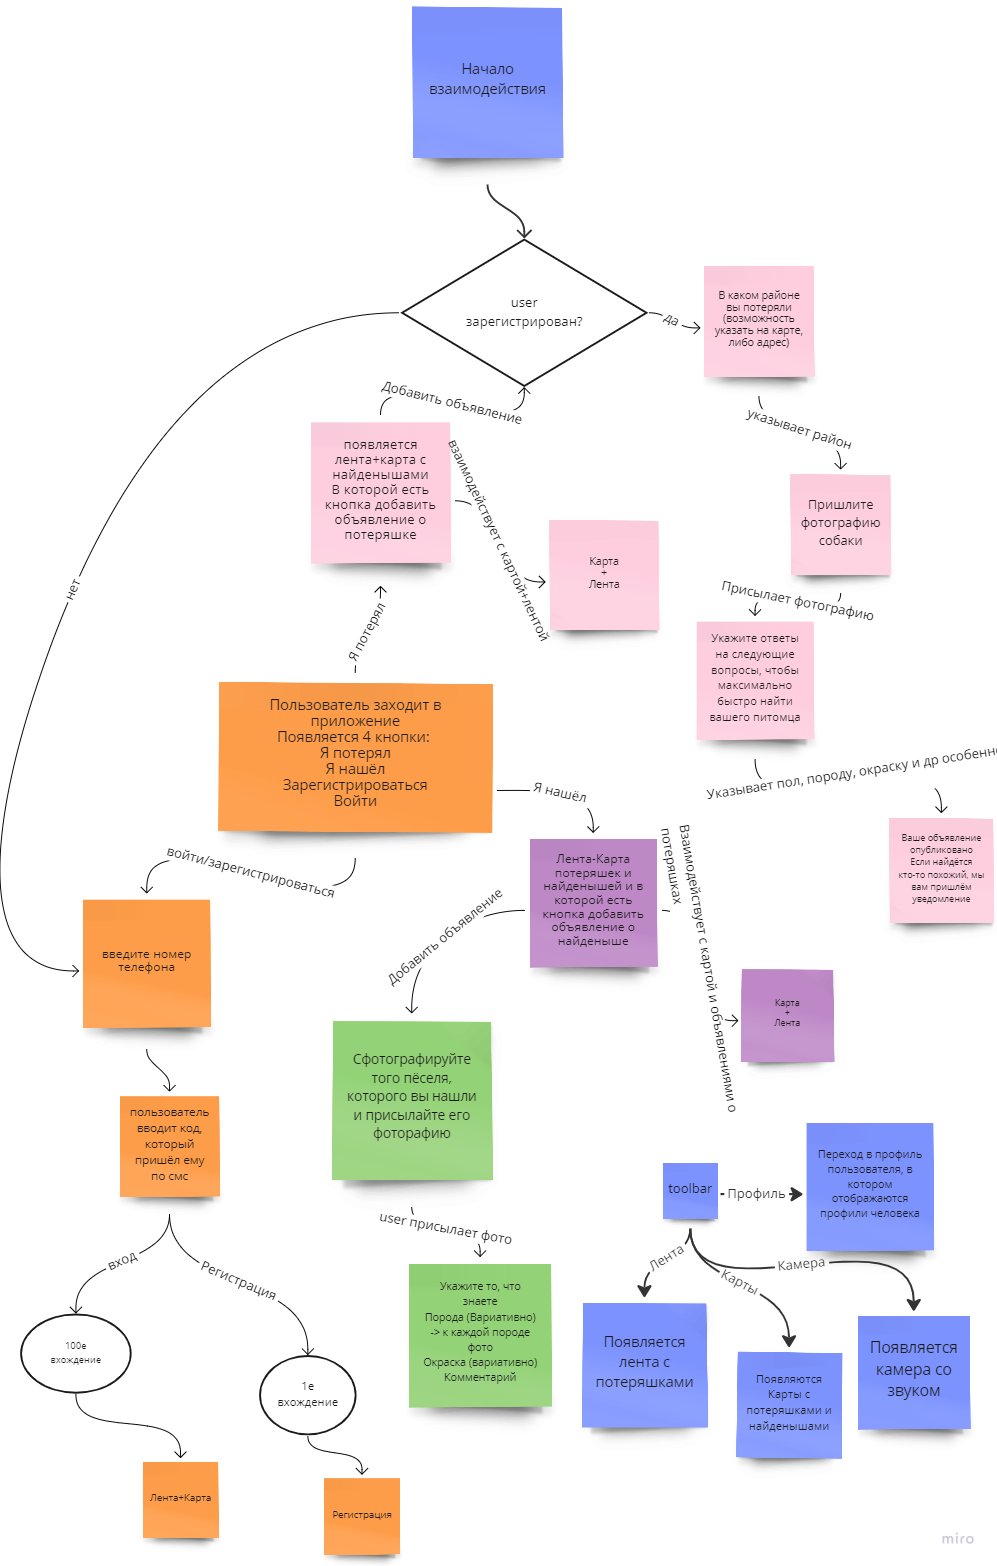 Начало
взаимодействия
user
зарегистрирован?
да
нет
В каком районе
вы потеряли
(возможность
указать на карте,
либо адрес)
указывает район
Пришлите
фотографию
собаки
Присылает фотографию
Укажите ответы
на следующие
вопросы, чтобы
максимально
быстро найти
вашего питомца
Указывает пол, породу, окраску и др особенно
Ваше объявление
опубликовано
Если найдётся
кто-то похожий, мы
вам пришлём
уведомление
Добавить объявление
появляется
лента+карта с
найденышами
В которой есть
кнопка добавить
объявление о
потеряшке
взаимодействует с картой+лентой
Карта
+
Лента
Я потерял
Пользователь заходит в
приложение
Появляется 4 кнопки:
Я потерял
Я нашёл
Зарегистрироваться
Войти
Я нашёл
войти/зарегистрироваться
введите номер
телефона
пользователь
вводит код,
который
пришёл ему
по смс
вход
Регистрация
100е
вхождение
1е
вхождение
Лента+Карта
Регистрация
Лента-Карта
потеряшек и
найденышей и в
которой есть
кнопка добавить
объявление о
найденыше
Взаимодействует с картой и объявлениями о
потеряшках
Карта
+
Лента
Добавить объявление
Сфотографируйте
того пёселя,
которого вы нашли
и присылайте его
фоторафию
user присылает фото
Укажите то, что
знаете
Порода (Вариативно)
-> к каждой породе
фото
Окраска (вариативно)
Комментарий
toolbar
Профиль
Переход в профиль
пользователя, в
котором
отображаются
профили человека
Лента
Карты
Камера
Появляется
лента с
потеряшками
Появляются
Карты с
потеряшками и
найденышами
Появляется
камера со
звуком
miro